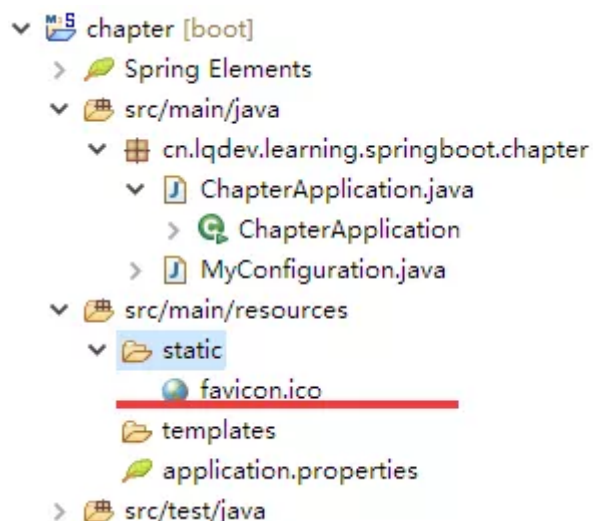 chapter [boot]
Spring Elements
src/main/java
cn.lqdev.learning.springboot.chapter
ChapterApplication.java
ChapterApplication
MyConfiguration.java
src/main/resources
static
favicon.ico
templates
application.properties
src/test/java